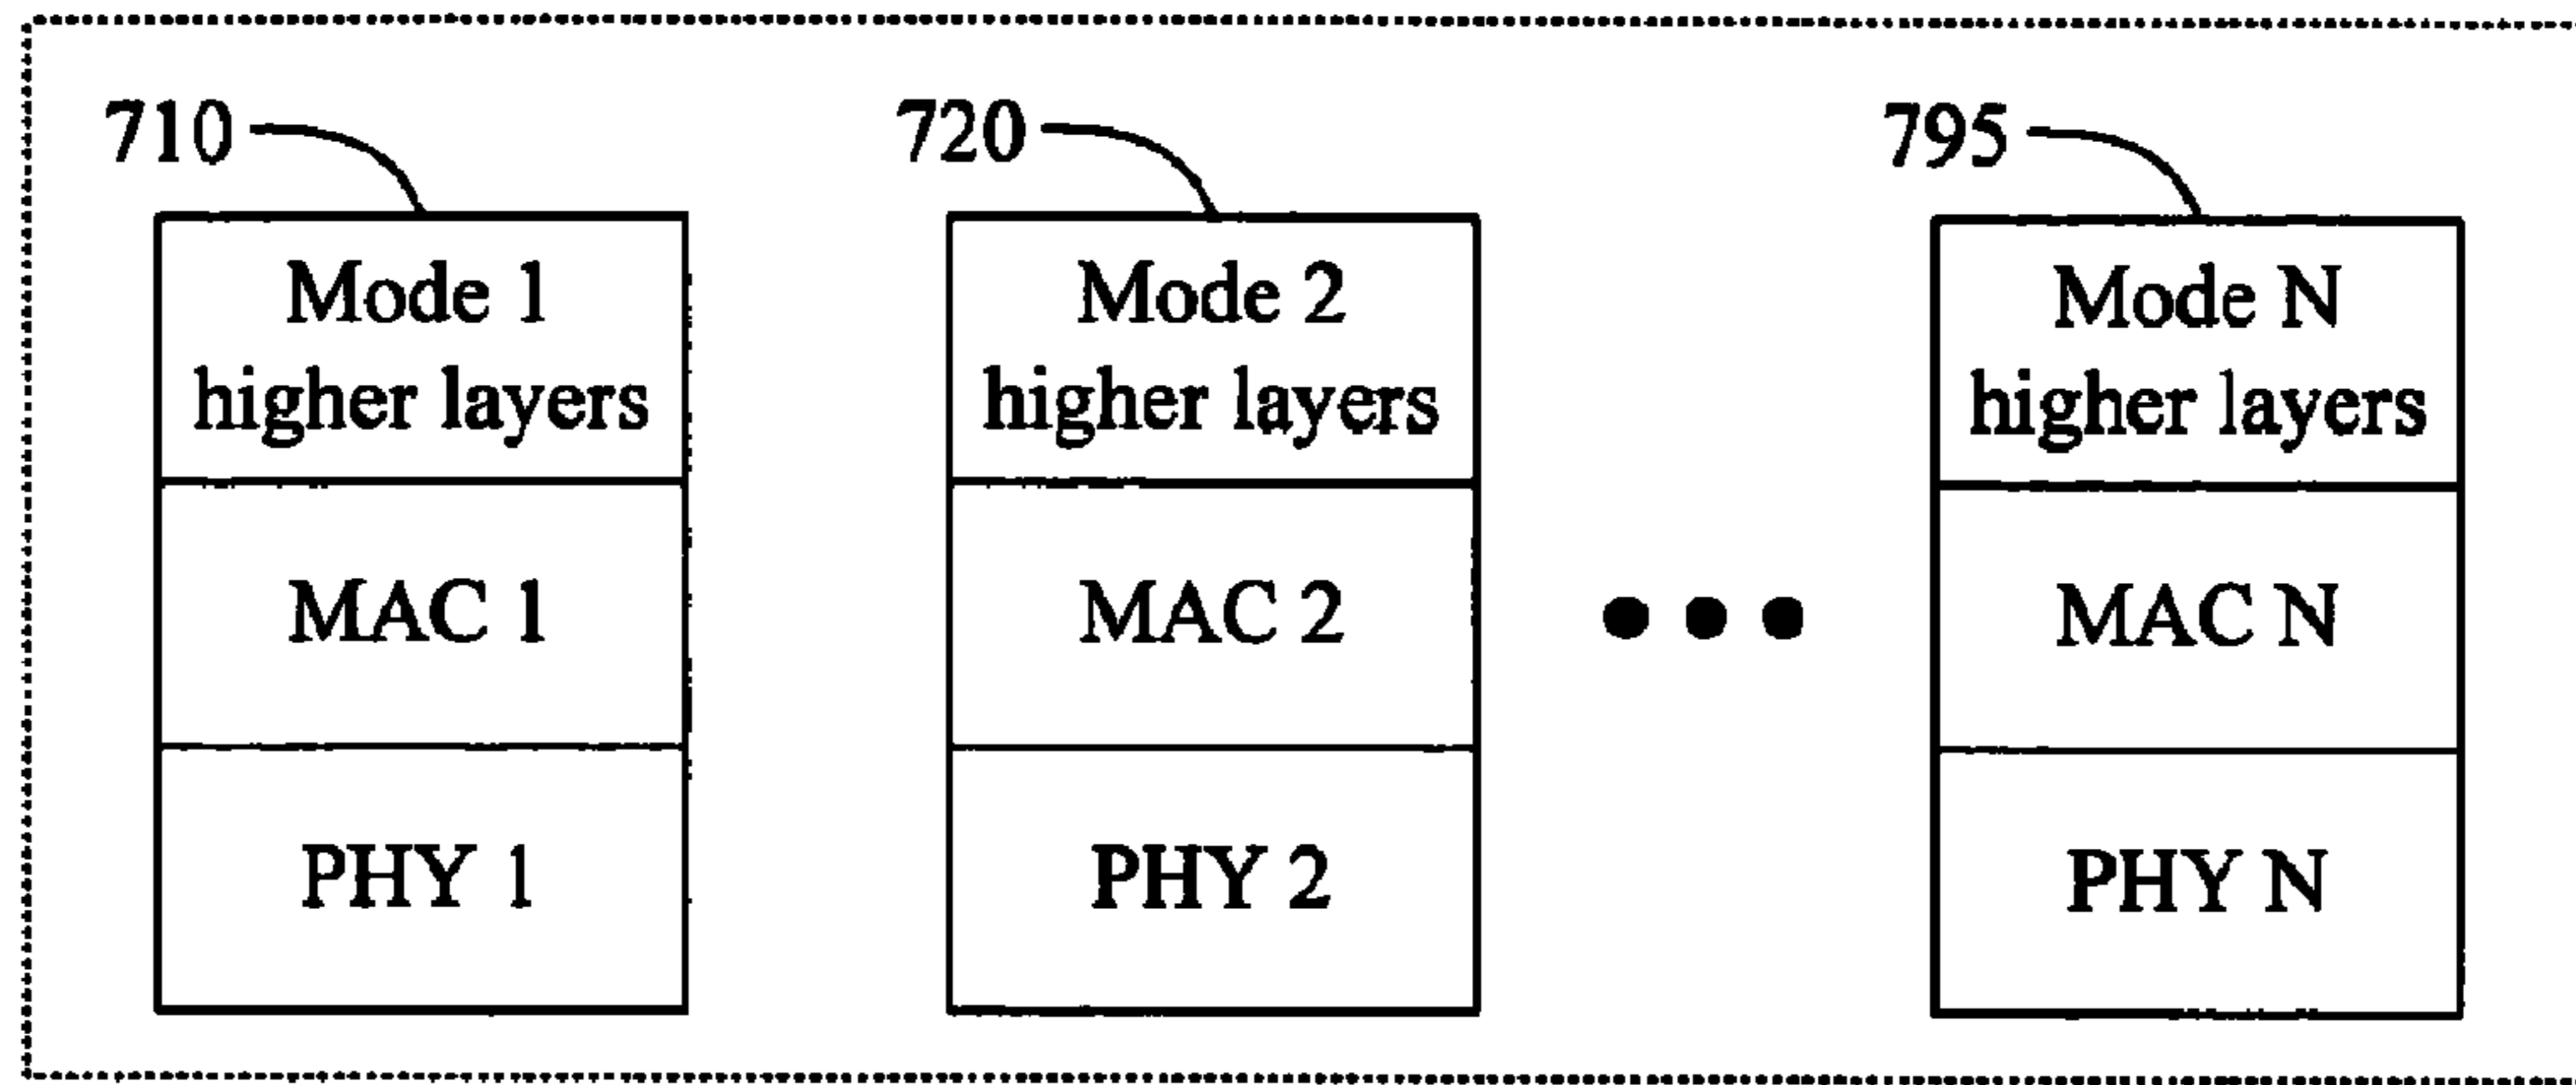 710
720
795
Mode 1
higher layers
Mode 2
higher layers
Mode N
higher layers
MAC 1
MAC 2
MAC N
PHY 1
PHY 2
PHY N